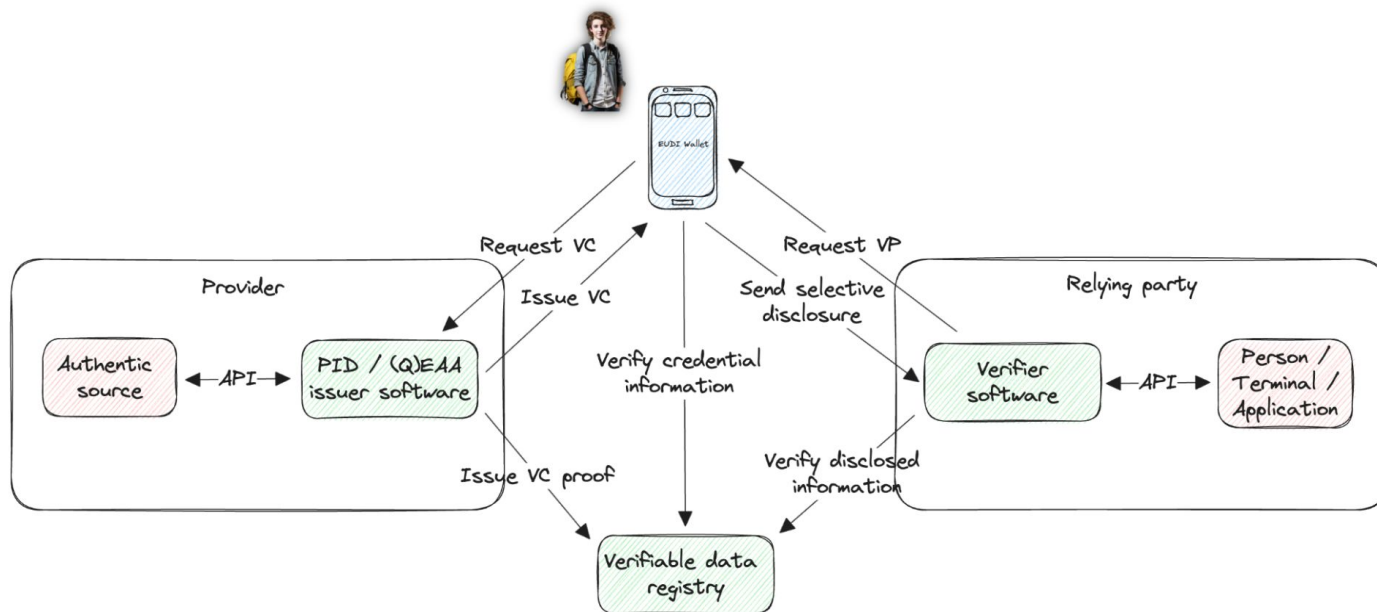 EUDI Wallet
Request VC
Request VP
Provider
Issue VC
Send selective
disclosure
Relying party
Authentic
source
API
PID / (Q)EAA
issuer software
Verify credential
information
Verifier
software
API
Person /
Terminal /
Application
Issue VC proof
Verify disclosed
information
Verifiable data
registry